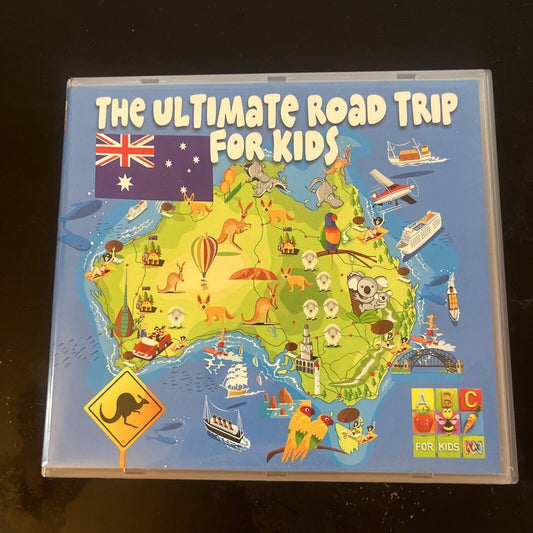 THE ULTIMATE ROAD TRIP
FOR KIDS
A B C
FOR KIDS